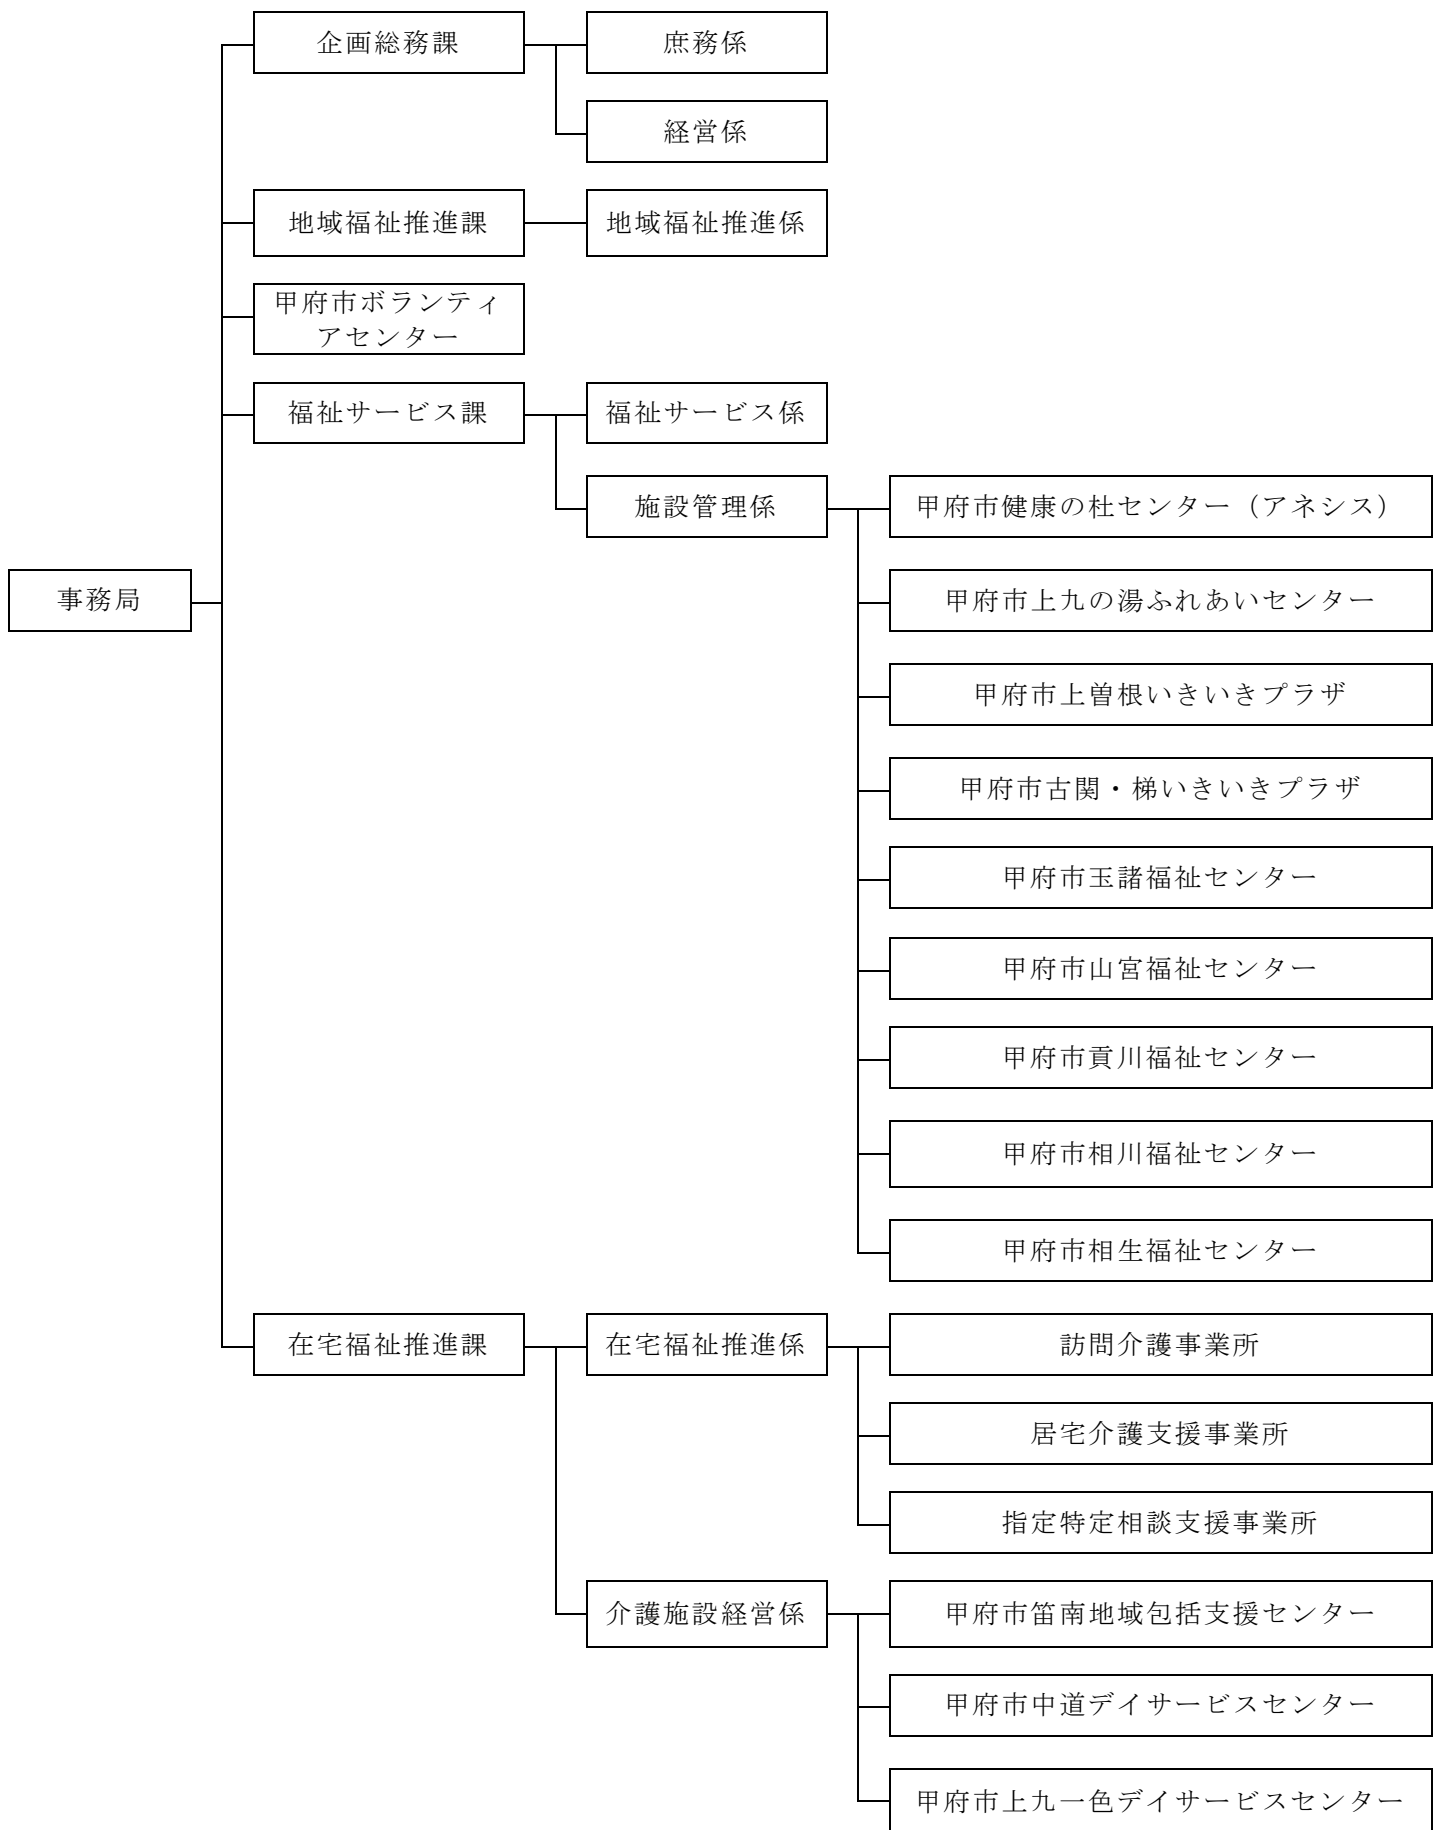 企画総務課
庶務係
経営係
地域福祉推進課
地域福祉推進係
甲府市ボランティ
アセンター
福祉サービス課
福祉サービス係
施設管理係
甲府市健康の杜センター（アネシス）
事務局
甲府市上九の湯ふれあいセンター
甲府市上曽根いきいきプラザ
甲府市古関・梯いきいきプラザ
甲府市玉諸福祉センター
甲府市山宮福祉センター
甲府市貢川福祉センター
甲府市相川福祉センター
甲府市相生福祉センター
在宅福祉推進課
在宅福祉推進係
訪問介護事業所
居宅介護支援事業所
指定特定相談支援事業所
介護施設経営係
甲府市笛南地域包括支援センター
甲府市中道デイサービスセンター
甲府市上九一色デイサービスセンター